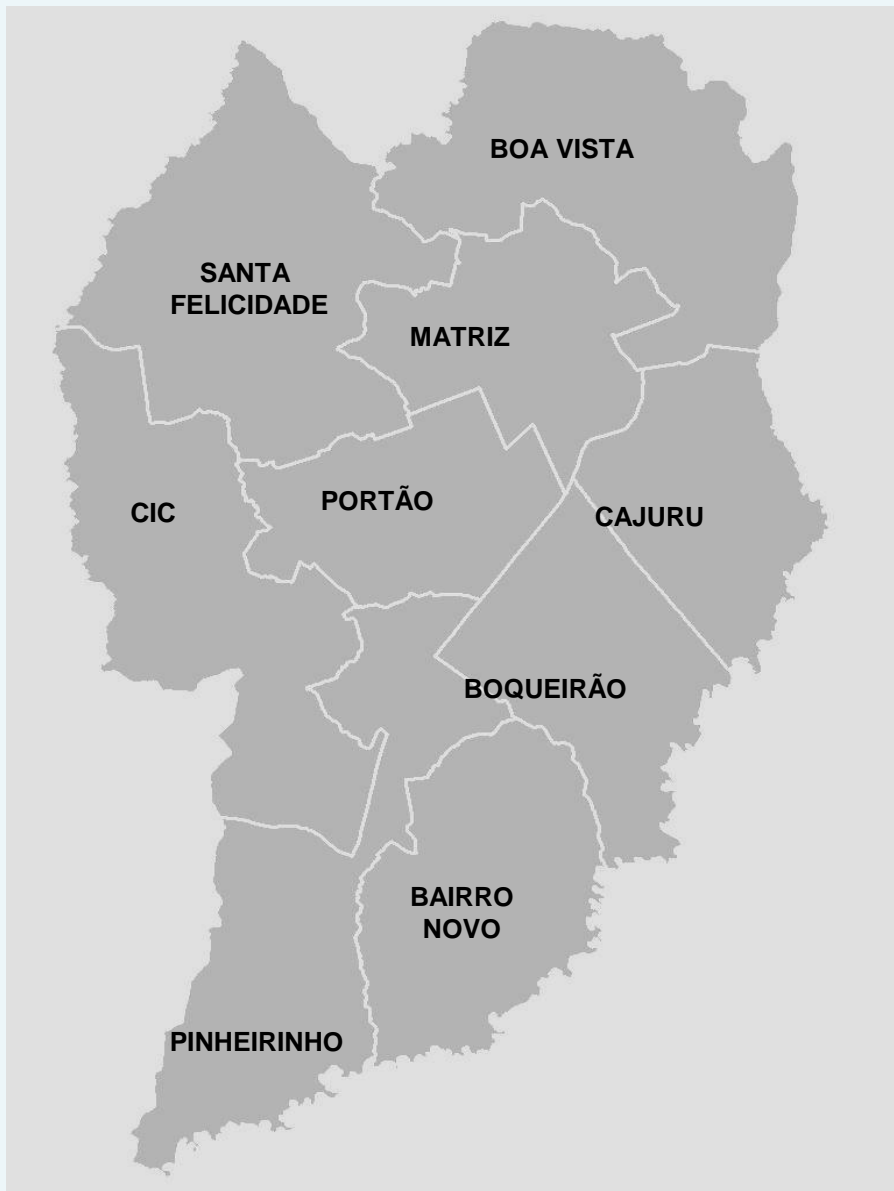 BOA VISTA
SANTA
FELICIDADE
MATRIZ
CIC
PORTÃO
CAJURU
BOQUEIRÃO
BAIRRO
NOVO
PINHEIRINHO